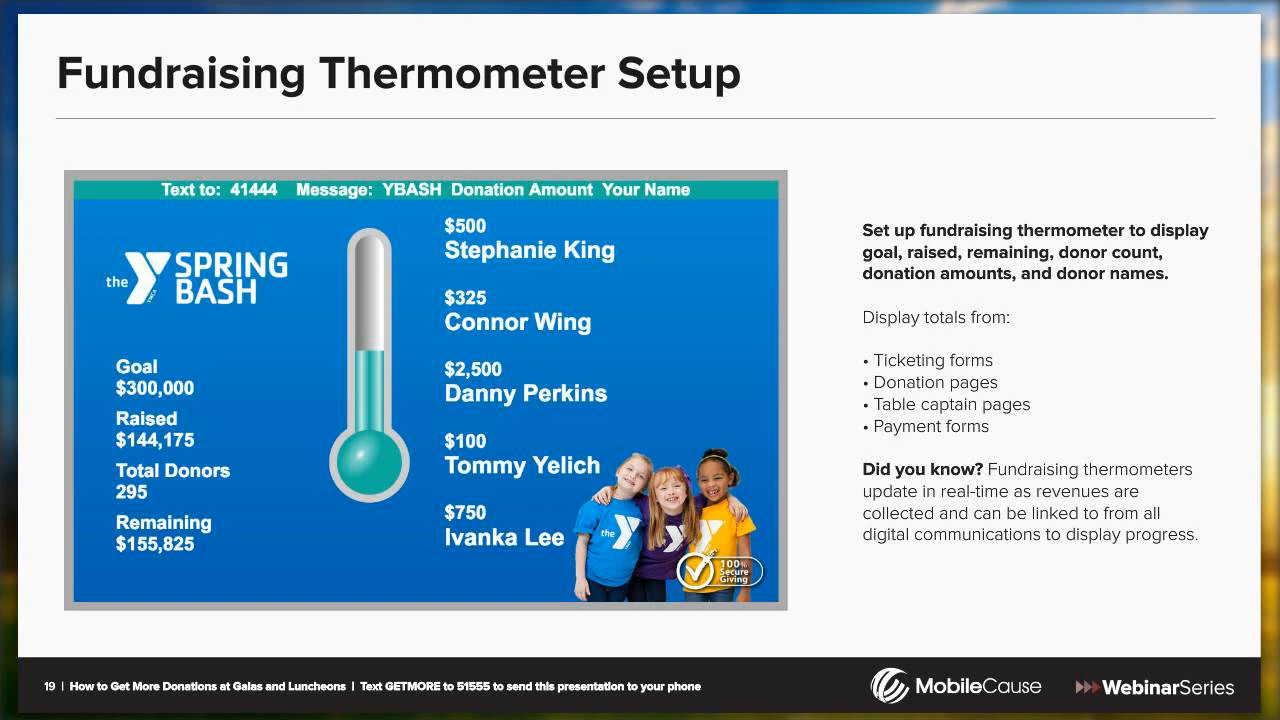 Fundraising Thermometer Setup
Text to: 41444 Message: YBASH Donation Amount Your Name
the Y YMCA SPRING
BASH
Goal
$300,000
Raised
$144,175
Total Donors
295
Remaining
$155,825
$500
Stephanie King
$325
Connor Wing
$2,500
Danny Perkins
$100
Tommy Yelich
$750
Ivanka Lee
the Y
Y
Y
100%
Secure
Giving
Set up fundraising thermometer to display
goal, raised, remaining, donor count,
donation amounts, and donor names.
Display totals from:
• Ticketing forms
• Donation pages
• Table captain pages
• Payment forms
Did you know? Fundraising thermometers
update in real-time as revenues are
collected and can be linked to from all
digital communications to display progress.
19 | How to Get More Donations at Galas and Luncheons | Text GETMORE to 51555 to send this presentation to your phone
MobileCause
WebinarSeries